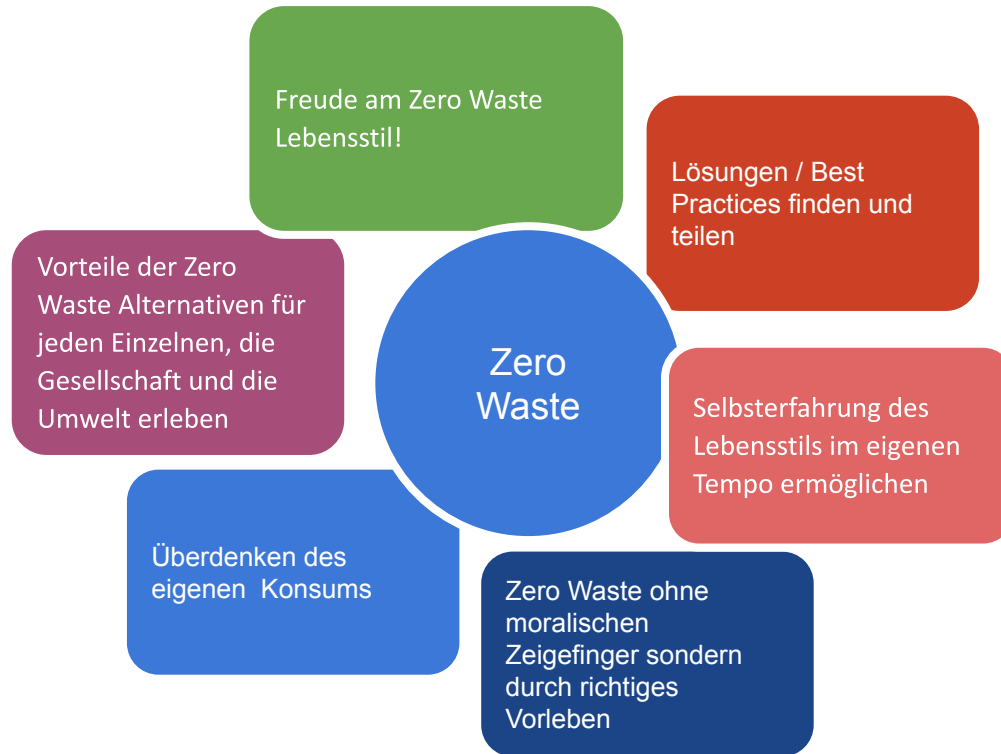 Freude am Zero Waste
Lebensstil!
Lösungen / Best
Practices finden und
teilen
Vorteile der Zero
Waste Alternativen für
jeden Einzelnen, die
Gesellschaft und die
Umwelt erleben
Zero
Waste
Selbsterfahrung des
Lebensstils im eigenen
Tempo ermöglichen
Überdenken des
eigenen  Konsums
Zero Waste ohne
moralischen
Zeigefinger sondern
durch richtiges
Vorleben